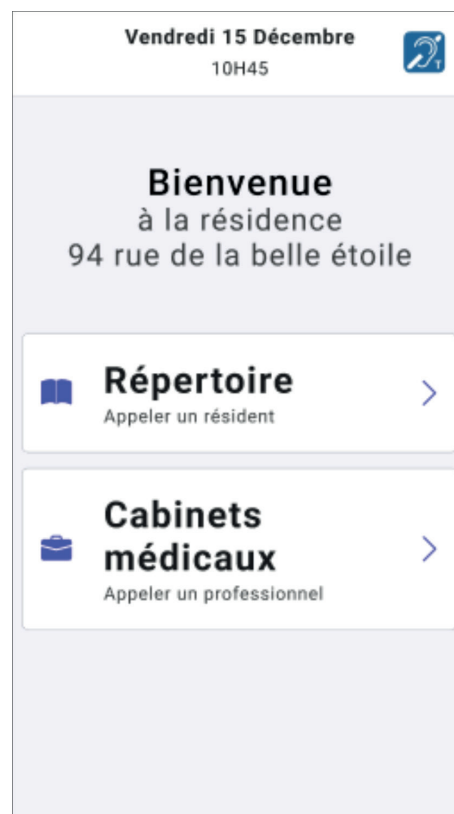 Vendredi 15 Décembre
10H45
T
Bienvenue
à la résidence
94 rue de la belle étoile
Répertoire
Appeler un résident
Cabinets
médicaux
Appeler un professionnel